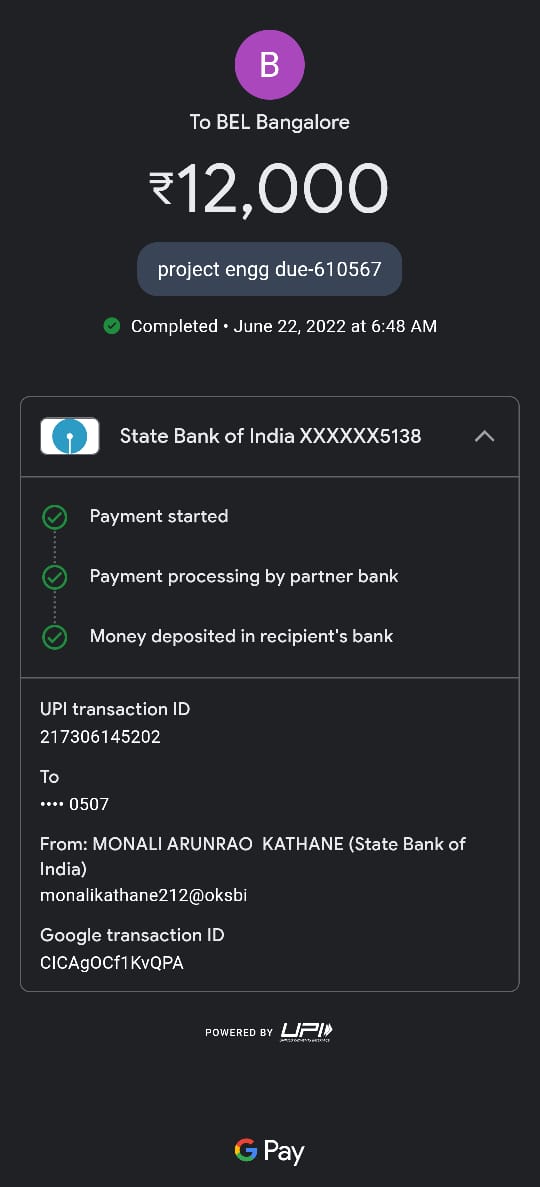 B
To BEL Bangalore
₹12,000
project engg due-610567
Completed • June 22, 2022 at 6:48 AM
State Bank of India XXXXXX5138
Payment started
Payment processing by partner bank
Money deposited in recipient's bank
UPI transaction ID
217306145202
To
•••• 0507
From: MONALI ARUNRAO  KATHANE (State Bank of
India)
monalikathane212@oksbi
Google transaction ID
CICAgOCf1KvQPA
POWERED BY UPI
UNIFIED PAYMENTS INTERFACE
G Pay